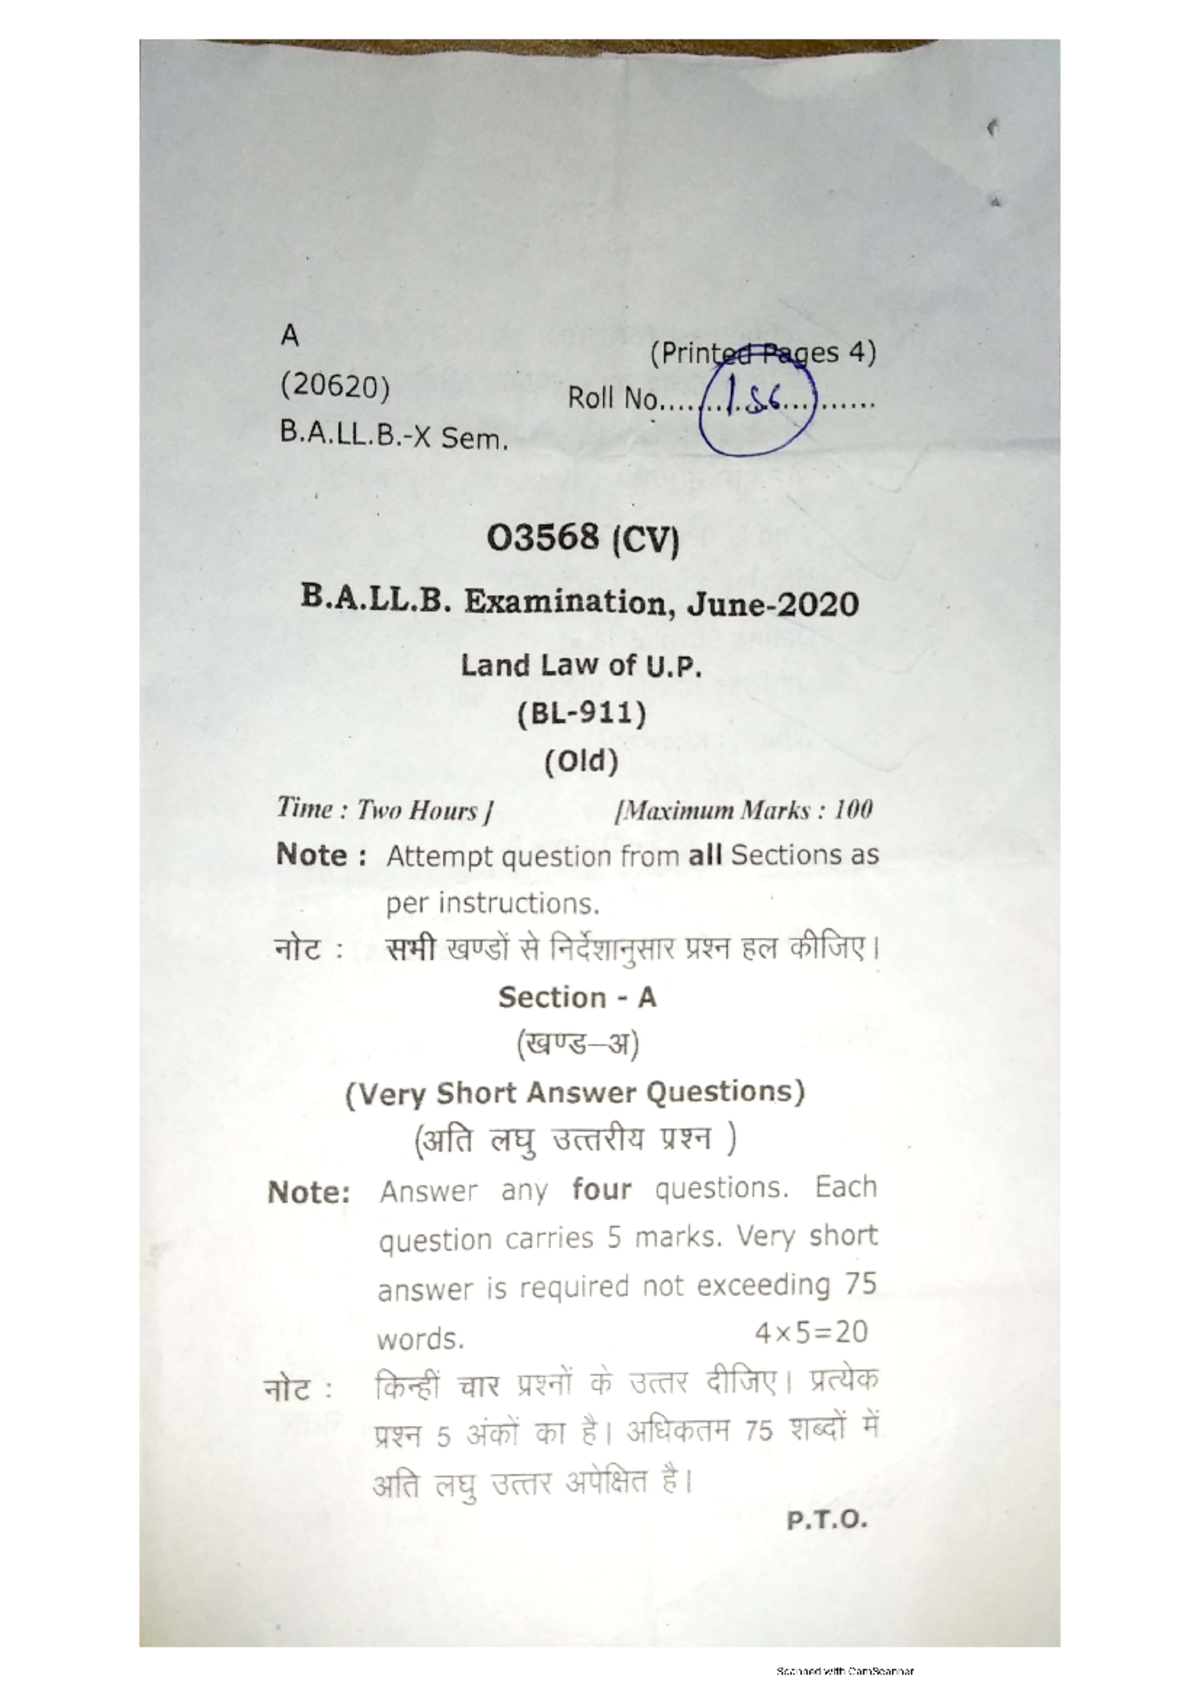 A
(Printed Pages 4)
(20620)
Roll No......156......
B.A.LL.B.-X Sem.
O3568 (CV)
B.A.LL.B. Examination, June-2020
Land Law of U.P.
(BL-911)
(Old)
Time : Two Hours ] [Maximum Marks : 100
Note : Attempt question from all Sections as
per instructions.
नोट : सभी खण्डों से निर्देशानुसार प्रश्न हल कीजिए।
Section - A
(खण्ड–अ)
(Very Short Answer Questions)
(अति लघु उत्तरीय प्रश्न )
Note: Answer any four questions. Each
question carries 5 marks. Very short
answer is required not exceeding 75
words. 4×5=20
नोट : किन्हीं चार प्रश्नों के उत्तर दीजिए। प्रत्येक
प्रश्न 5 अंकों का है। अधिकतम 75 शब्दों में
अति लघु उत्तर अपेक्षित है।
P.T.O.
Scanned with CamScanner